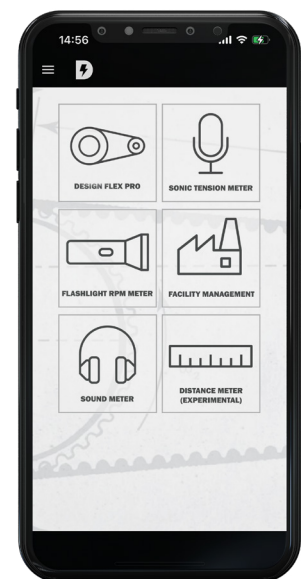 14:56
DESIGN FLEX PRO
SONIC TENSION METER
FLASHLIGHT RPM METER
FACILITY MANAGEMENT
SOUND METER
DISTANCE METER
(EXPERIMENTAL)